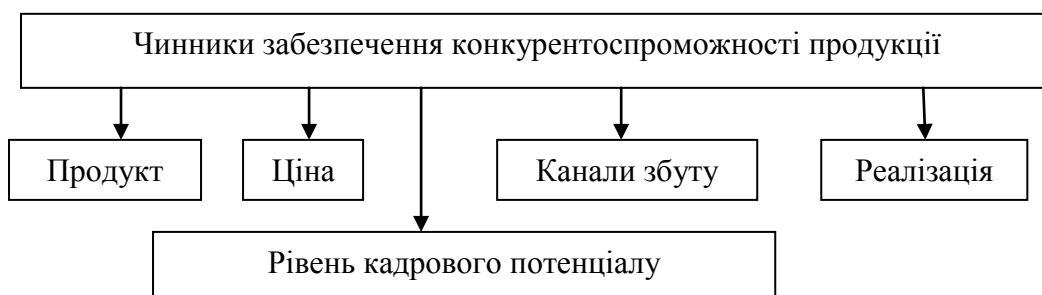 Чинники забезпечення конкурентоспроможності продукції
Продукт
Ціна
Канали збуту
Реалізація
Рівень кадрового потенціалу